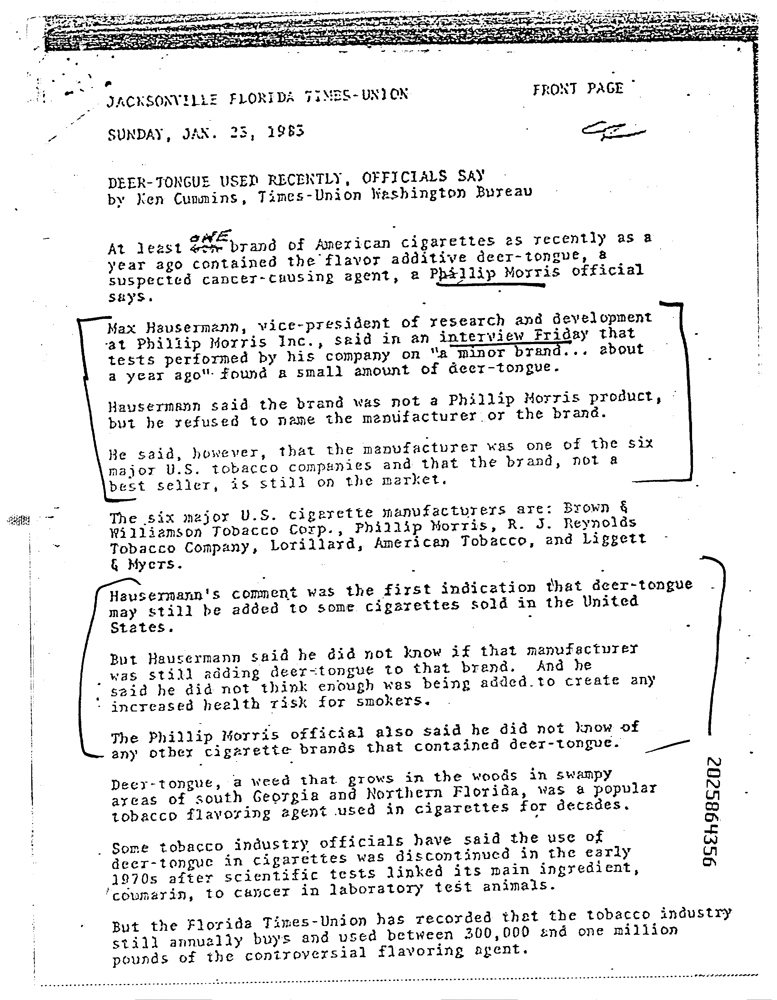 JACKSONVILLE FLORIDA TIMES-UNION FRONT PAGE
SUNDAY, JAN. 23, 1983
DEER-TONGUE USED RECENTLY, OFFICIALS SAY
by Ken Cummins, Times-Union Washington Bureau
At least ONE brand of American cigarettes as recently as a
year ago contained the flavor additive deer-tongue, a
suspected cancer-causing agent, a Phillip Morris official
says.
Max Hausermann, vice-president of research and development
at Phillip Morris Inc., said in an interview Friday that
tests performed by his company on "a minor brand... about
a year ago" found a small amount of deer-tongue.
Hausermann said the brand was not a Phillip Morris product,
but he refused to name the manufacturer or the brand.
He said, however, that the manufacturer was one of the six
major U.S. tobacco companies and that the brand, not a
best seller, is still on the market.
The six major U.S. cigarette manufacturers are: Brown &
Williamson Tobacco Corp., Phillip Morris, R. J. Reynolds
Tobacco Company, Lorillard, American Tobacco, and Liggett
& Myers.
Hausermann's comment was the first indication that deer-tongue
may still be added to some cigarettes sold in the United
States.
But Hausermann said he did not know if that manufacturer
was still adding deer-tongue to that brand. And he
said he did not think enough was being added to create any
increased health risk for smokers.
The Phillip Morris official also said he did not know of
any other cigarette brands that contained deer-tongue.
Deer-tongue, a weed that grows in the woods in swampy
areas of south Georgia and Northern Florida, was a popular
tobacco flavoring agent used in cigarettes for decades.
Some tobacco industry officials have said the use of
deer-tongue in cigarettes was discontinued in the early
1970s after scientific tests linked its main ingredient,
coumarin, to cancer in laboratory test animals.
But the Florida Times-Union has recorded that the tobacco industry
still annually buys and used between 300,000 and one million
pounds of the controversial flavoring agent.
2025864356